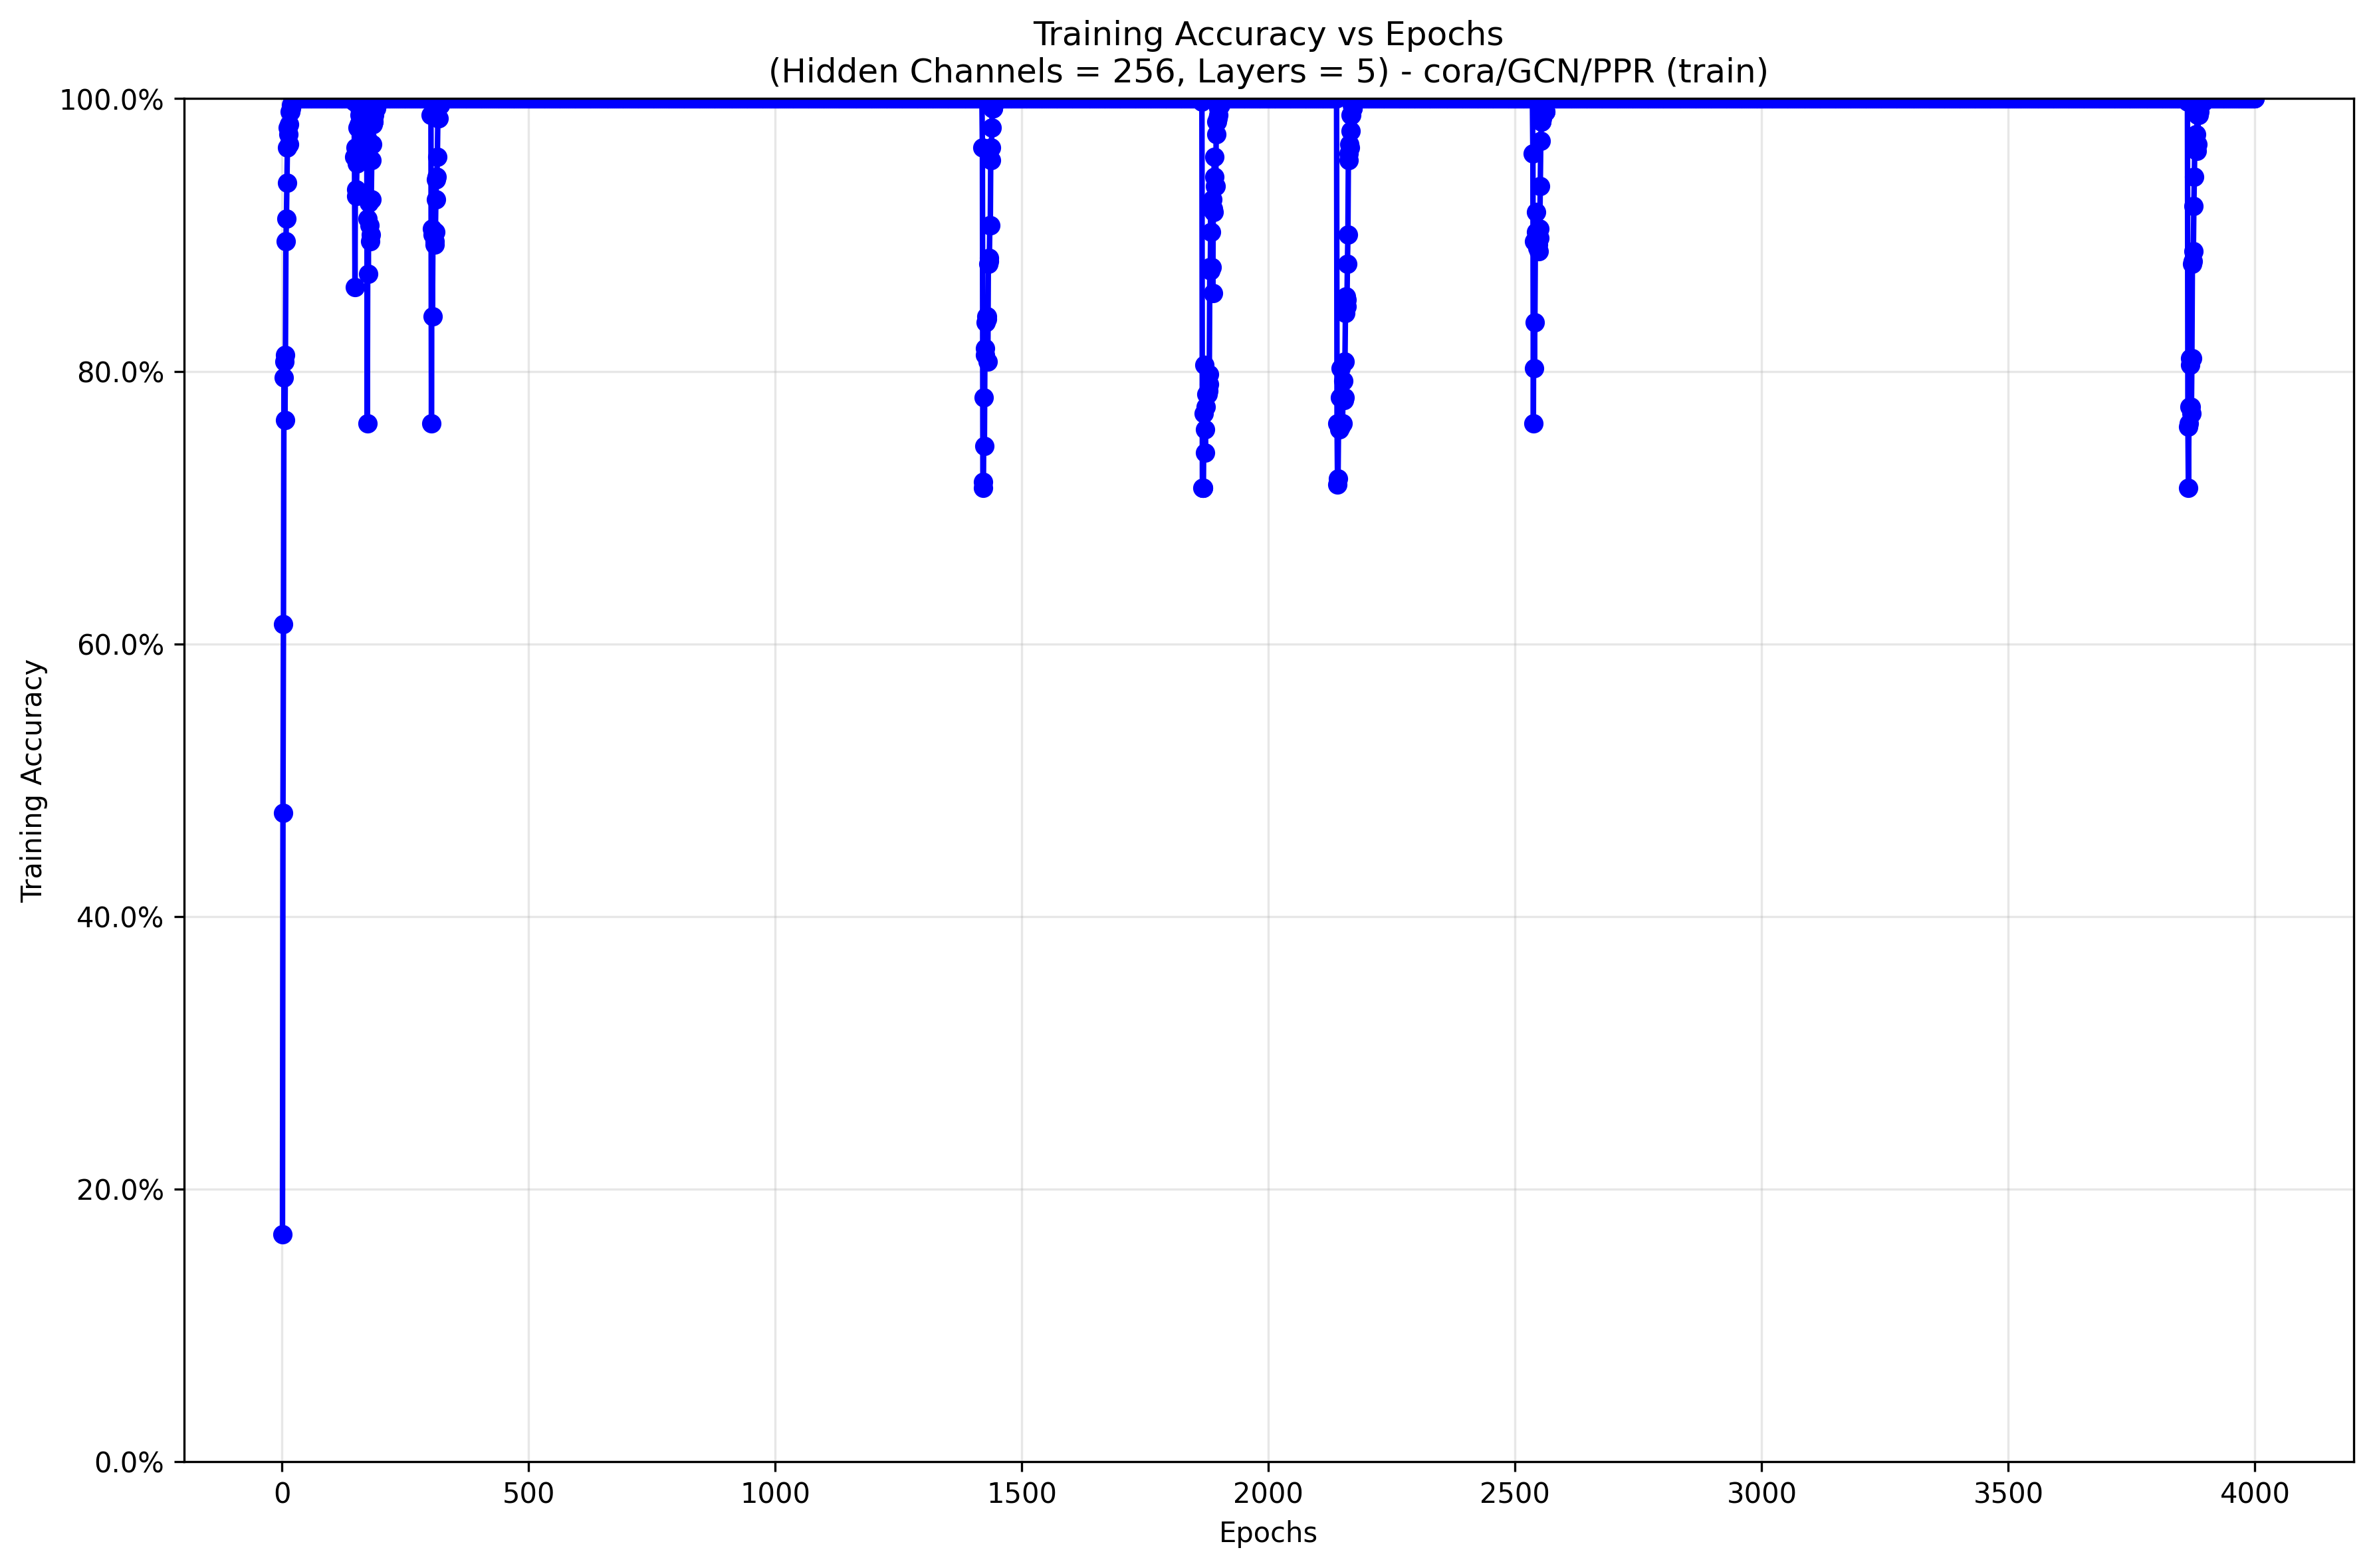 Training Accuracy vs Epochs
(Hidden Channels = 256, Layers = 5) - cora/GCN/PPR (train)
100.0%
80.0%
60.0%
40.0%
20.0%
0.0%
Training Accuracy
0 500 1000 1500 2000 2500 3000 3500 4000
Epochs